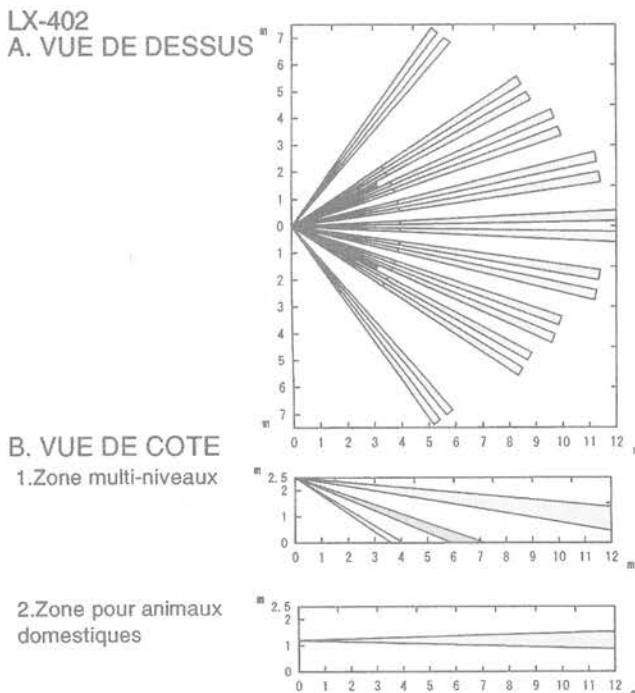 LX-402
A. VUE DE DESSUS
m
7
6
5
4
3
2
1
0
1
2
3
4
5
6
7
m
0 1 2 3 4 5 6 7 8 9 10 11 12
B. VUE DE COTE
1.Zone multi-niveaux
m
2.5
2
1
0
0 1 2 3 4 5 6 7 8 9 10 11 12 m
2.Zone pour animaux
domestiques
m
2.5
2
1
0
0 1 2 3 4 5 6 7 8 9 10 11 12